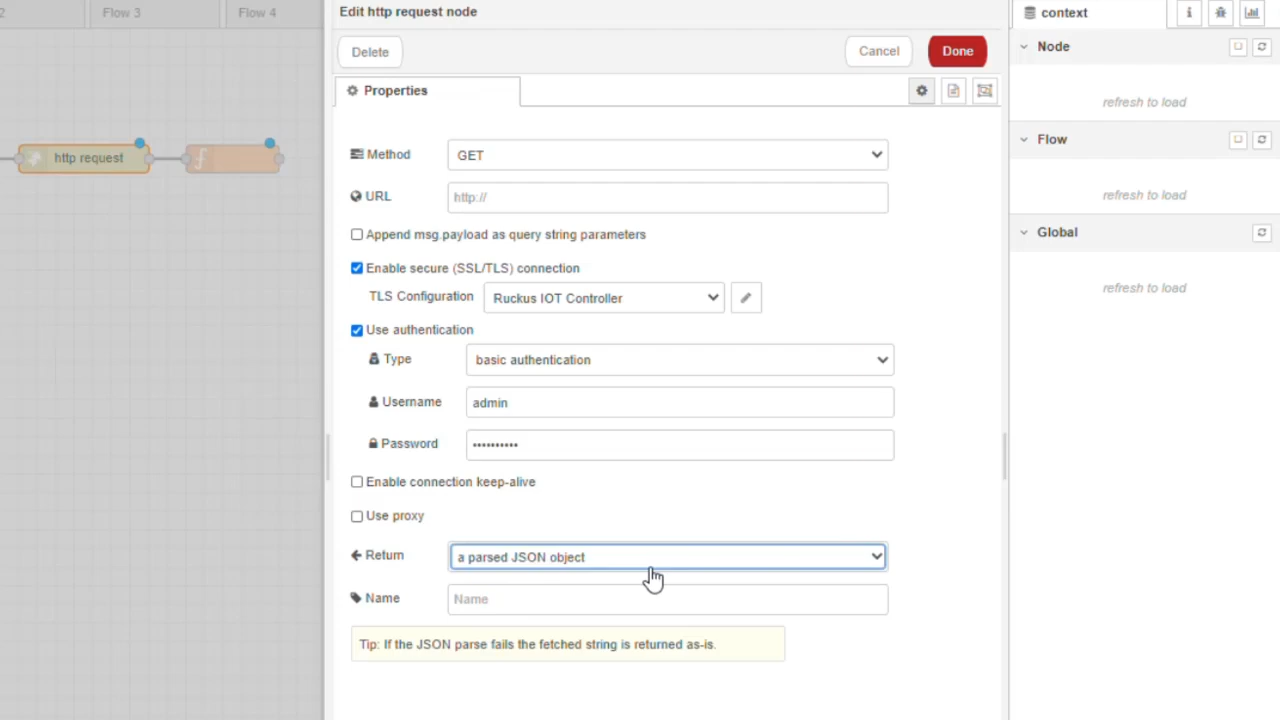 2
Flow 3
Flow 4
Edit http request node
context
Delete
Cancel
Done
Node
Properties
refresh to load
Flow
Method
GET
URL
http://
refresh to load
Append msg.payload as query string parameters
Global
Enable secure (SSL/TLS) connection
refresh to load
TLS Configuration
Ruckus IOT Controller
Use authentication
Type
basic authentication
Username
admin
Password
••••••••••
Enable connection keep-alive
Use proxy
Return
a parsed JSON object
Name
Name
Tip: If the JSON parse fails the fetched string is returned as-is.
http request